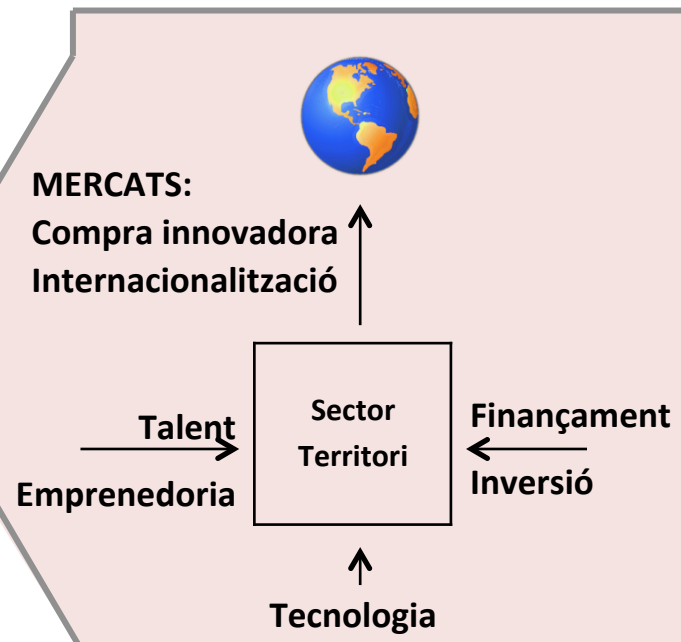 MERCATS:
Compra innovadora
Internacionalització
Sector
Territori
Talent
Emprenedoria
Finançament
Inversió
Tecnologia